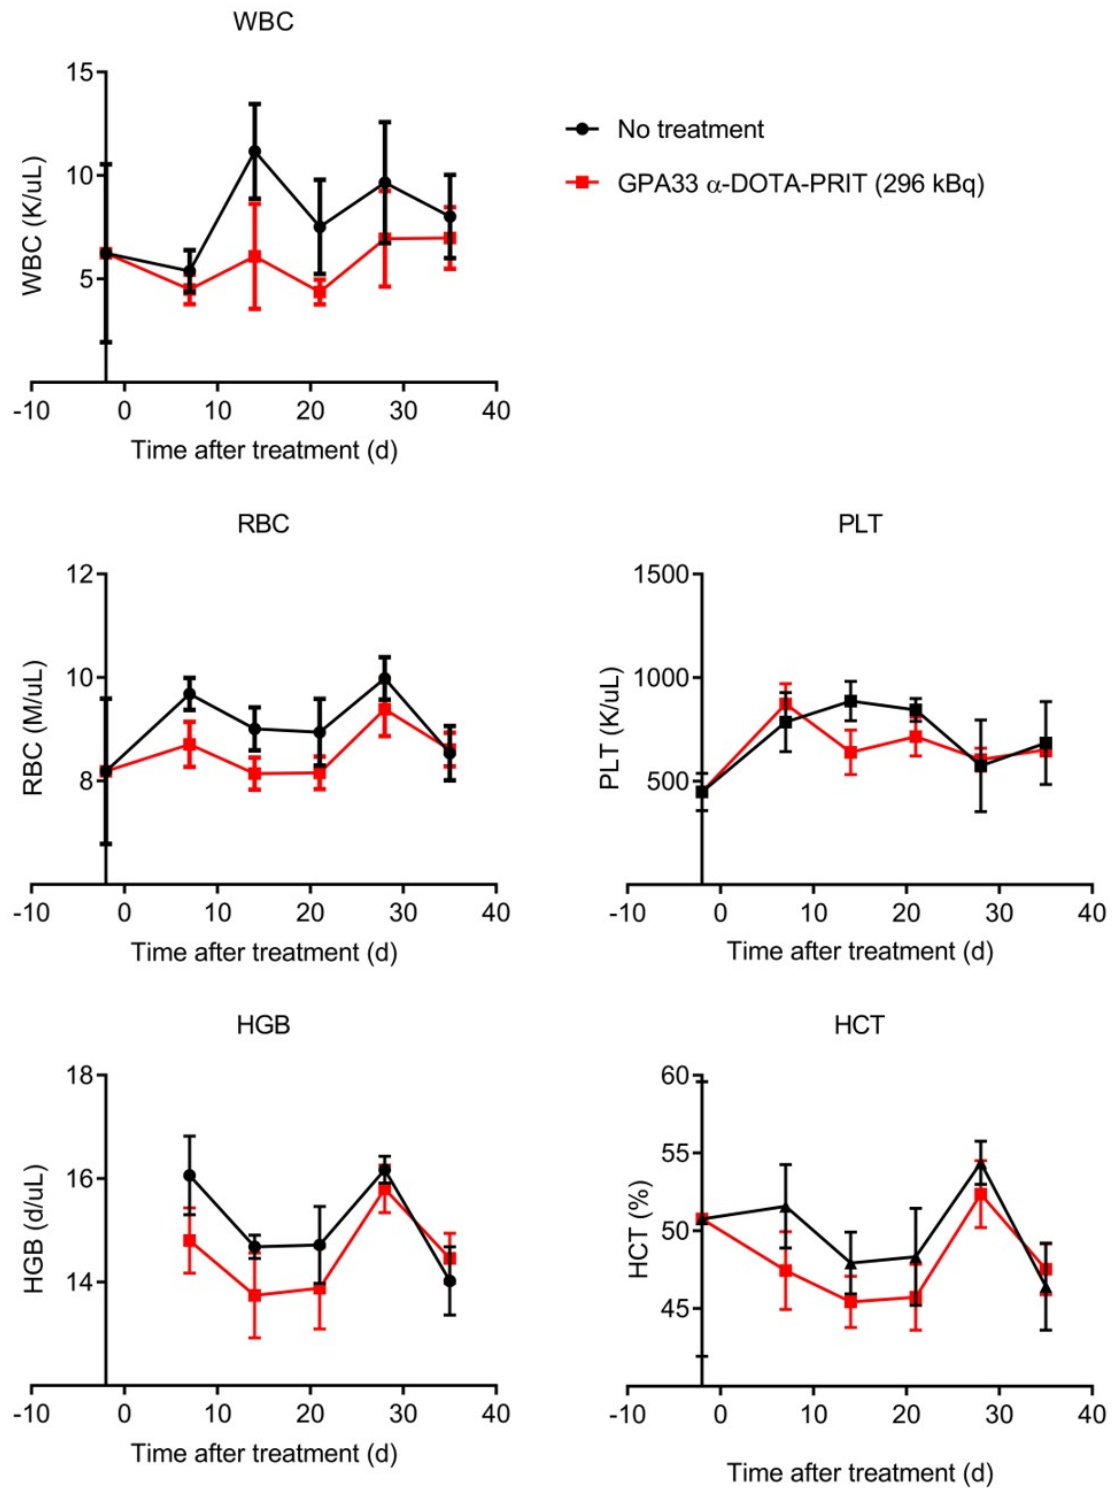 WBC
15
10
5
WBC (K/uL)
-10 0 10 20 30 40
Time after treatment (d)
No treatment
GPA33 α-DOTA-PRIT (296 kBq)
RBC
12
10
8
RBC (M/uL)
-10 0 10 20 30 40
Time after treatment (d)
PLT
1500
1000
500
PLT (K/uL)
-10 0 10 20 30 40
Time after treatment (d)
HGB
18
16
14
HGB (d/uL)
-10 0 10 20 30 40
Time after treatment (d)
HCT
60
55
50
45
HCT (%)
-10 0 10 20 30 40
Time after treatment (d)